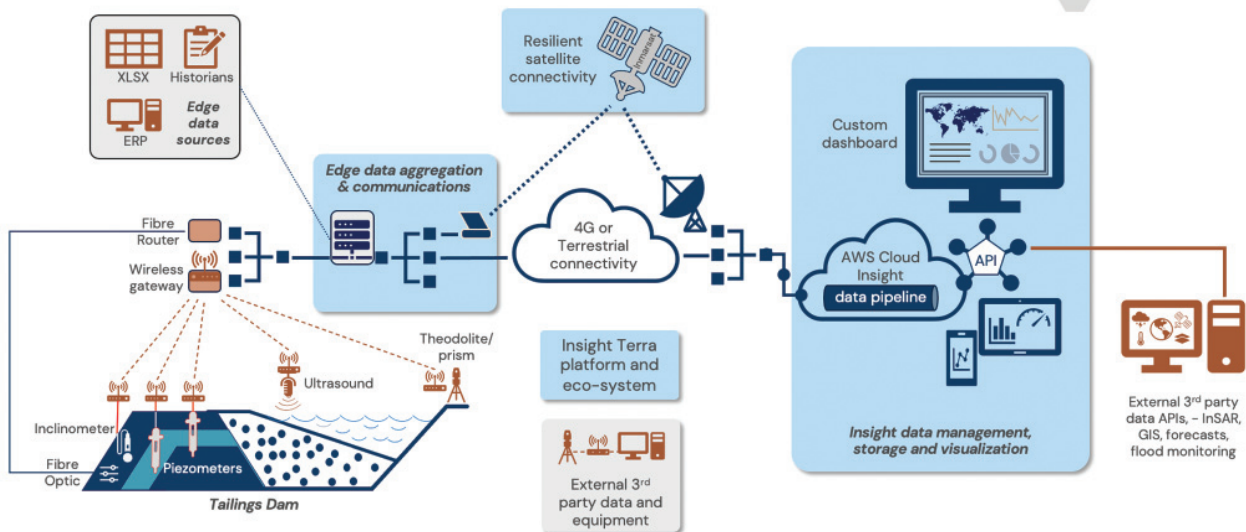 XLSX
Historians
ERP
Edge
data
sources
Resilient
satellite
connectivity
Inmarsat
Edge data aggregation
& communications
Fibre
Router
Wireless
gateway
4G or
Terrestrial
connectivity
Custom
dashboard
AWS Cloud
Insight
data pipeline
API
Insight data management,
storage and visualization
External 3rd party
data APIs, – InSAR,
GIS, forecasts,
flood monitoring
Theodolite/
prism
Ultrasound
Inclinometer
Piezometers
Fibre
Optic
Tailings Dam
Insight Terra
platform and
eco-system
External 3rd
party data and
equipment